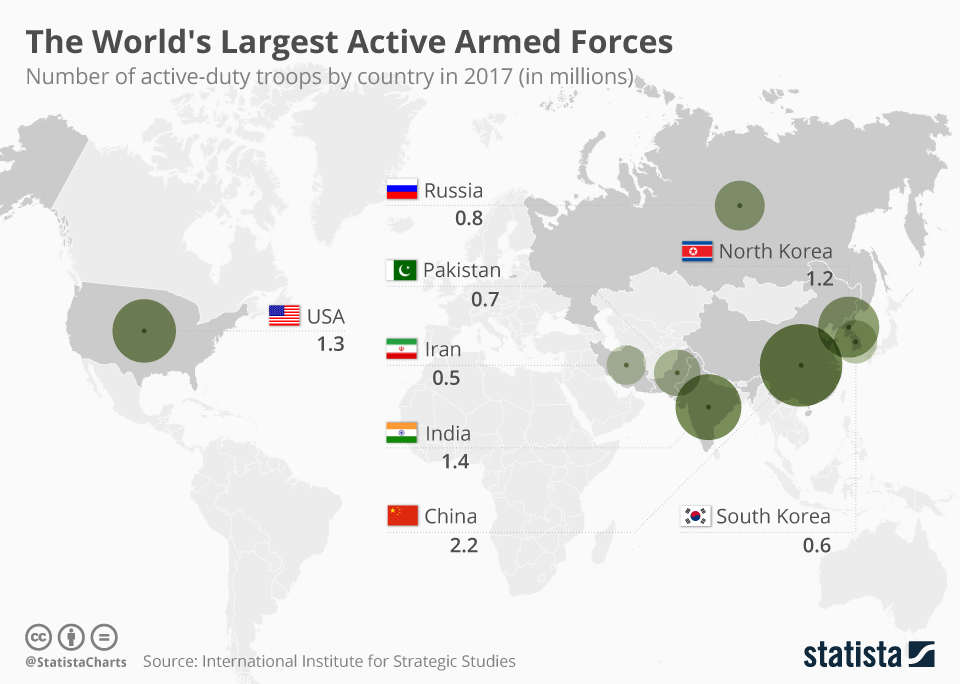 The World's Largest Active Armed Forces
Number of active-duty troops by country in 2017 (in millions)
Russia
0.8
North Korea
1.2
Pakistan
0.7
USA
1.3
Iran
0.5
India
1.4
China
2.2
South Korea
0.6
cc
@StatistaCharts
Source: International Institute for Strategic Studies
statista